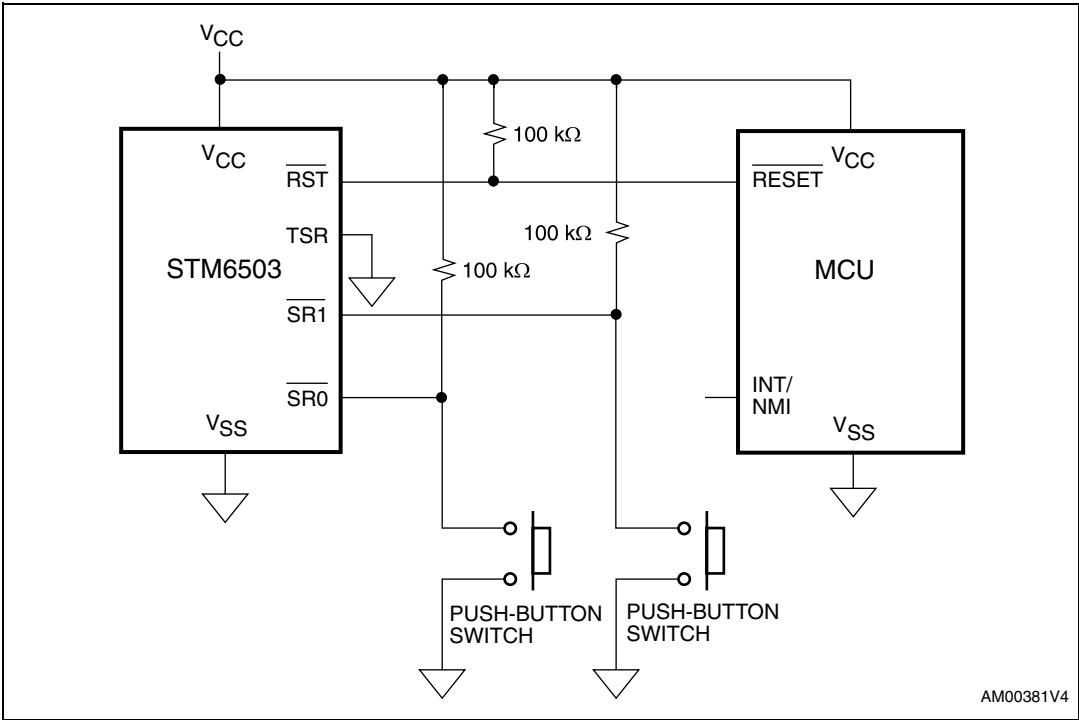 VCC
VCC
RST
TSR
STM6503
SR1
SR0
VSS
100 kΩ
100 kΩ
100 kΩ
VCC
RESET
MCU
INT/
NMI
VSS
PUSH-BUTTON
SWITCH
PUSH-BUTTON
SWITCH
AM00381V4